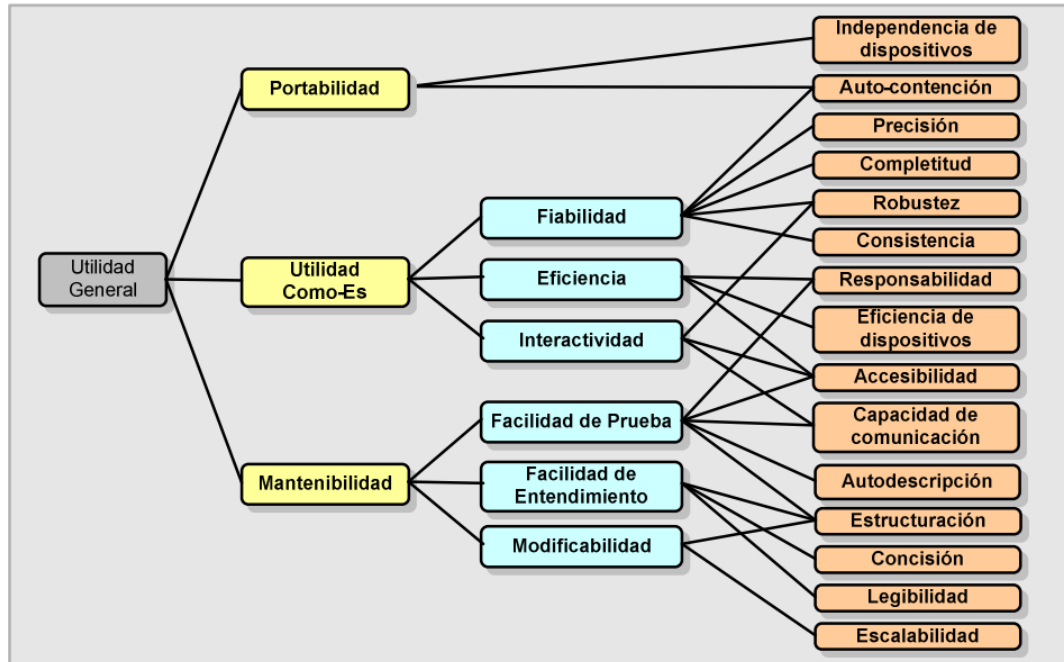 Utilidad
General
Portabilidad
Utilidad
Como-Es
Mantenibilidad
Fiabilidad
Eficiencia
Interactividad
Facilidad de Prueba
Facilidad de
Entendimiento
Modificabilidad
Independencia de
dispositivos
Auto-contención
Precisión
Completitud
Robustez
Consistencia
Responsabilidad
Eficiencia de
dispositivos
Accesibilidad
Capacidad de
comunicación
Autodescripción
Estructuración
Concisión
Legibilidad
Escalabilidad